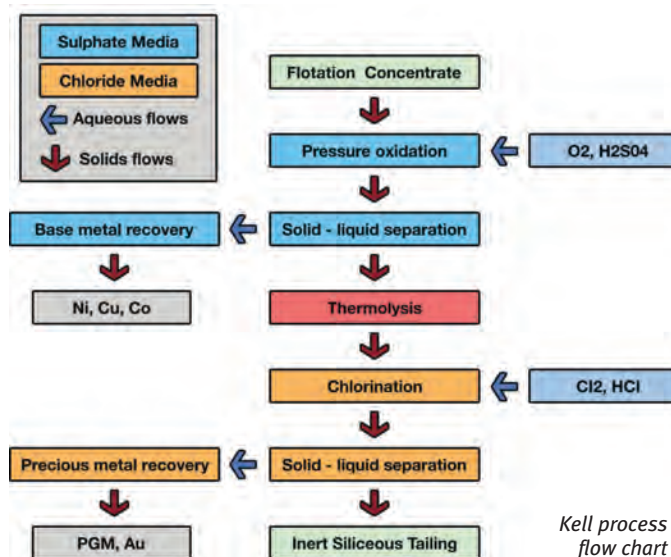 Sulphate Media
Chloride Media
Aqueous flows
Solids flows
Flotation Concentrate
Pressure oxidation
O2, H2S04
Base metal recovery
Solid - liquid separation
Ni, Cu, Co
Thermolysis
Chlorination
Cl2, HCl
Precious metal recovery
Solid - liquid separation
PGM, Au
Inert Siliceous Tailing
Kell process
flow chart